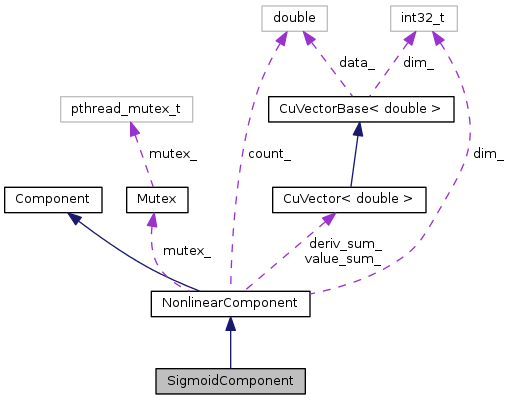 double
int32_t
data_
dim_
pthread_mutex_t
CuVectorBase< double >
mutex_
count_
dim_
Component
Mutex
CuVector< double >
mutex_
deriv_sum_
value_sum_
NonlinearComponent
SigmoidComponent